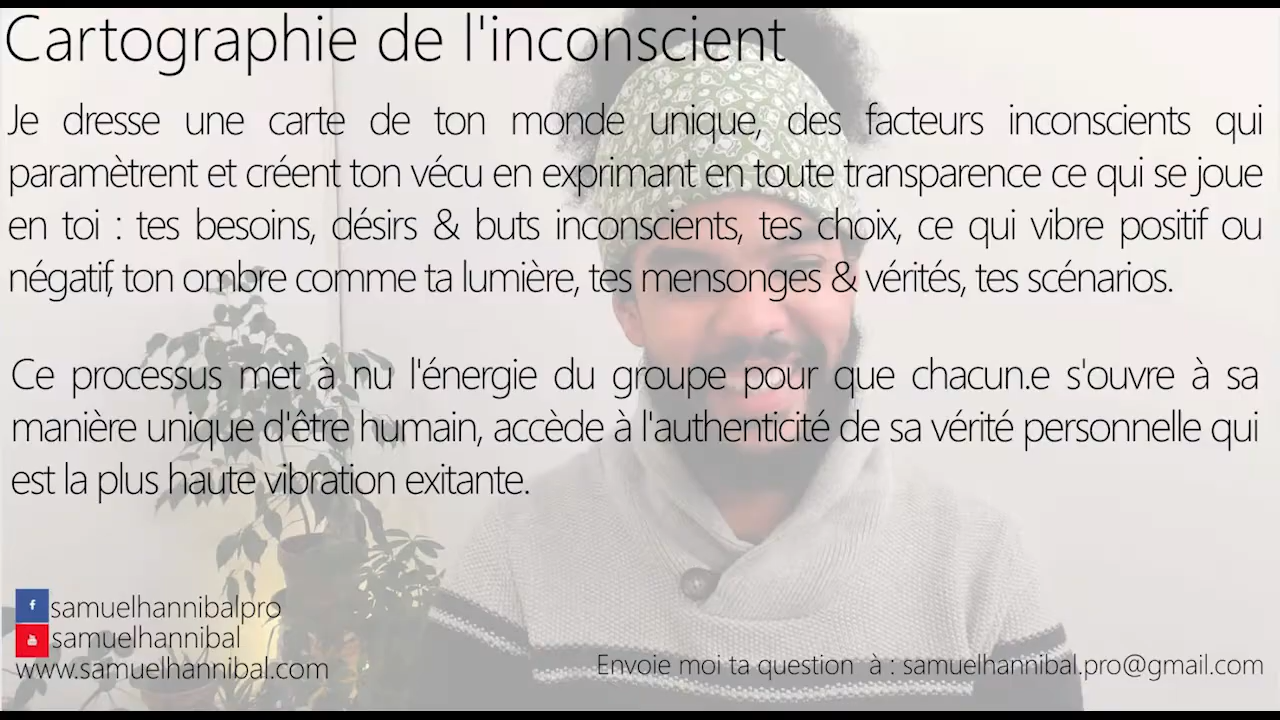 Cartographie de l'inconscient
Je dresse une carte de ton monde unique, des facteurs inconscients qui
paramètrent et créent ton vécu en exprimant en toute transparence ce qui se joue
en toi : tes besoins, désirs & buts inconscients, tes choix, ce qui vibre positif ou
négatif, ton ombre comme ta lumière, tes mensonges & vérités, tes scénarios.
Ce processus met à nu l'énergie du groupe pour que chacun.e s'ouvre à sa
manière unique d'être humain, accède à l'authenticité de sa vérité personnelle qui
est la plus haute vibration exitante.
samuelhannibalpro
samuelhannibal
www.samuelhannibal.com
Envoie moi ta question à : samuelhannibal.pro@gmail.com